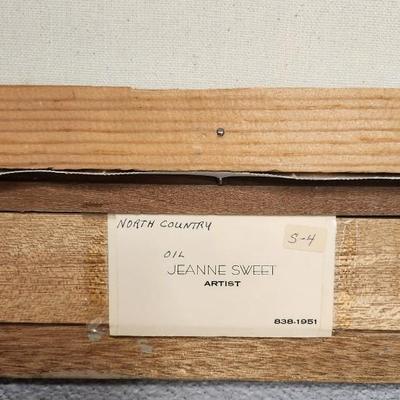 NORTH COUNTRY
S-4
OIL
JEANNE SWEET
ARTIST
838-1951